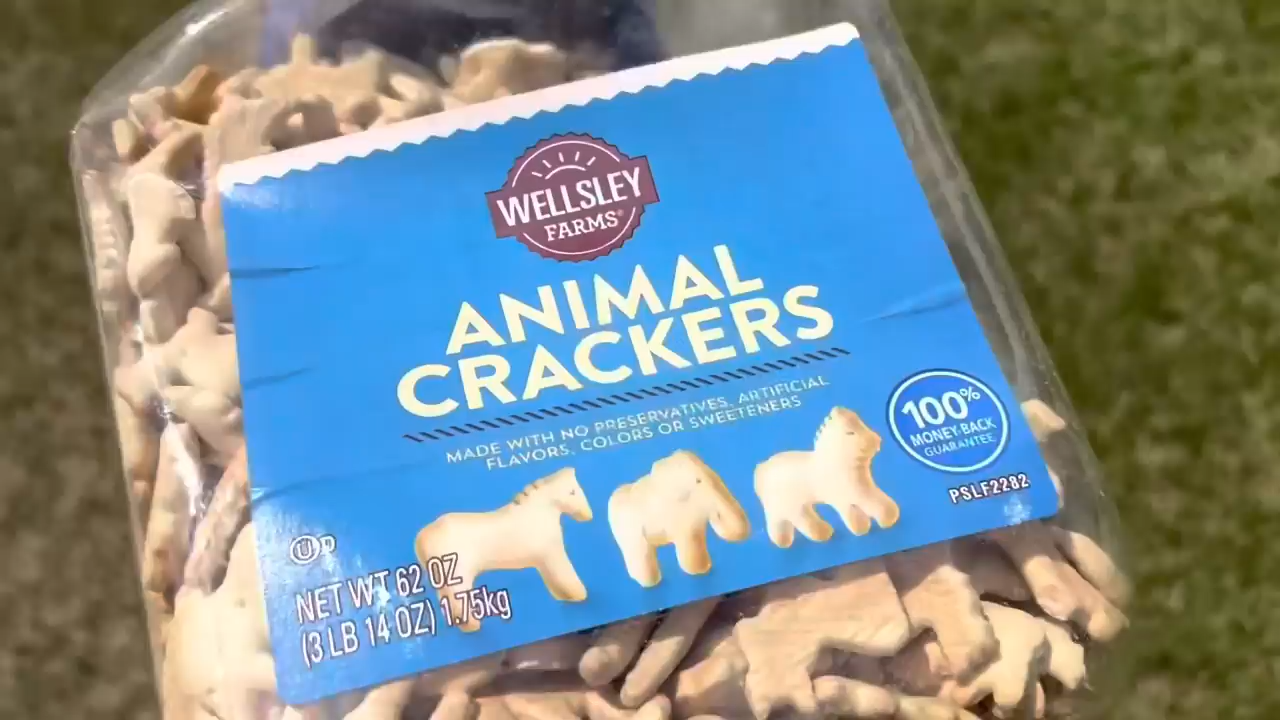 WELLSLEY
FARMS®
ANIMAL
CRACKERS
MADE WITH NO PRESERVATIVES, ARTIFICIAL
FLAVORS, COLORS OR SWEETENERS
100%
MONEY-BACK
GUARANTEE
PSLF2282
U D
NET WT 62 OZ
(3 LB 14 OZ) 1.75kg